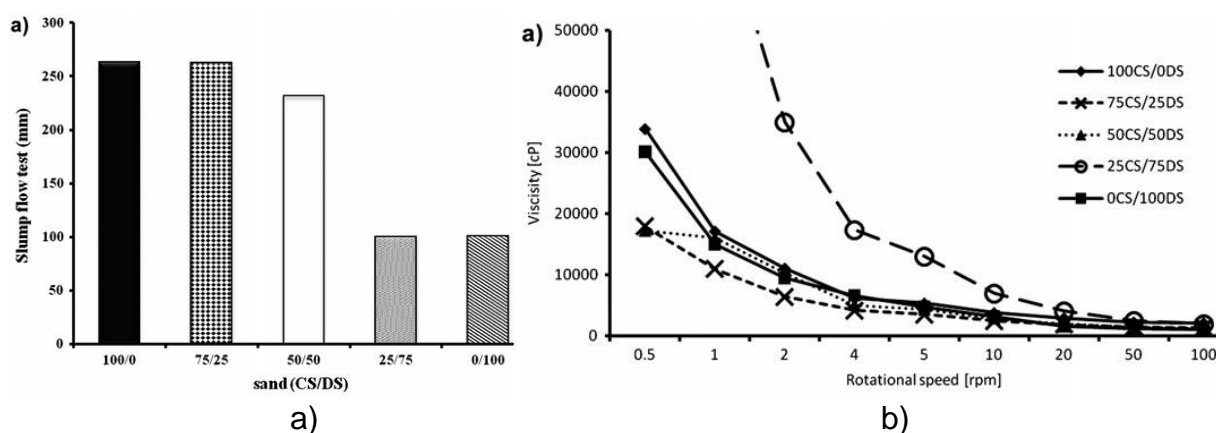 a)
300
250
200
150
100
50
0
Slump flow test (mm)
100/0 75/25 50/50 25/75 0/100
sand (CS/DS)
a)
a)
50000
40000
30000
20000
10000
0
Viscisity [cP]
100CS/0DS
75CS/25DS
50CS/50DS
25CS/75DS
0CS/100DS
0.5 1 2 4 5 10 20 50 100
Rotational speed [rpm]
b)